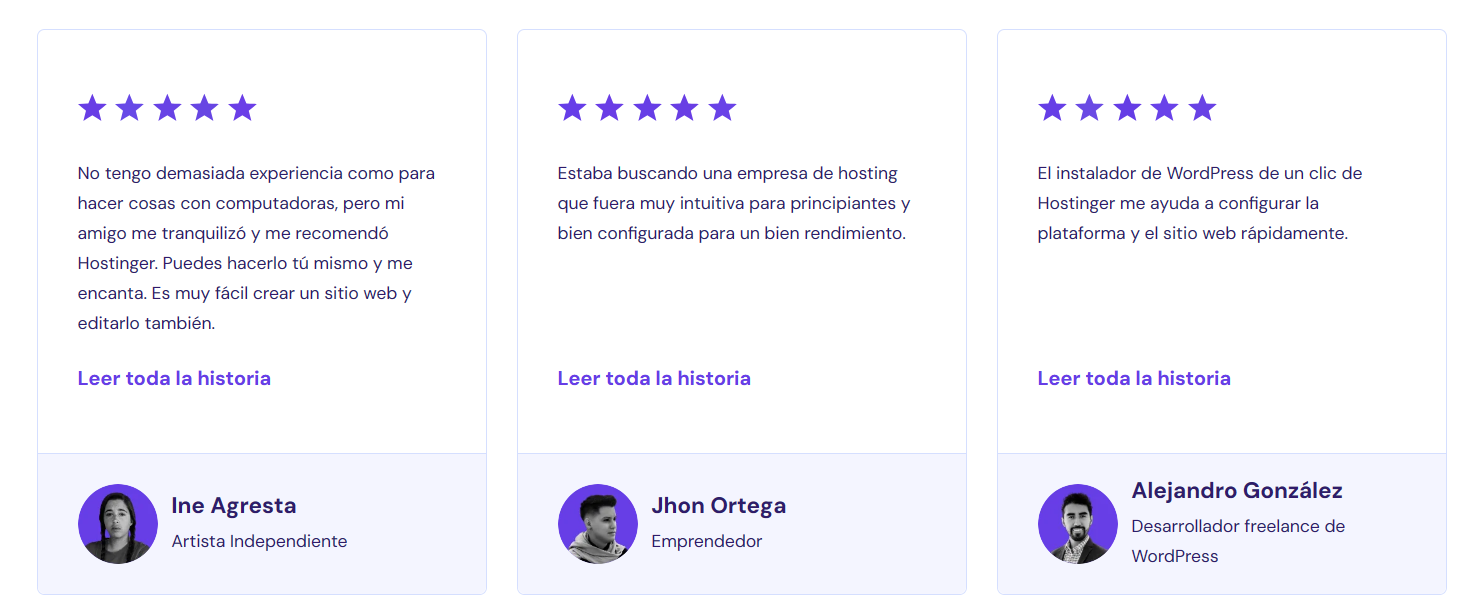 No tengo demasiada experiencia como para
hacer cosas con computadoras, pero mi
amigo me tranquilizó y me recomendó
Hostinger. Puedes hacerlo tú mismo y me
encanta. Es muy fácil crear un sitio web y
editarlo también.
Leer toda la historia
Ine Agresta
Artista Independiente
Estaba buscando una empresa de hosting
que fuera muy intuitiva para principiantes y
bien configurada para un bien rendimiento.
Leer toda la historia
Jhon Ortega
Emprendedor
El instalador de WordPress de un clic de
Hostinger me ayuda a configurar la
plataforma y el sitio web rápidamente.
Leer toda la historia
Alejandro González
Desarrollador freelance de
WordPress